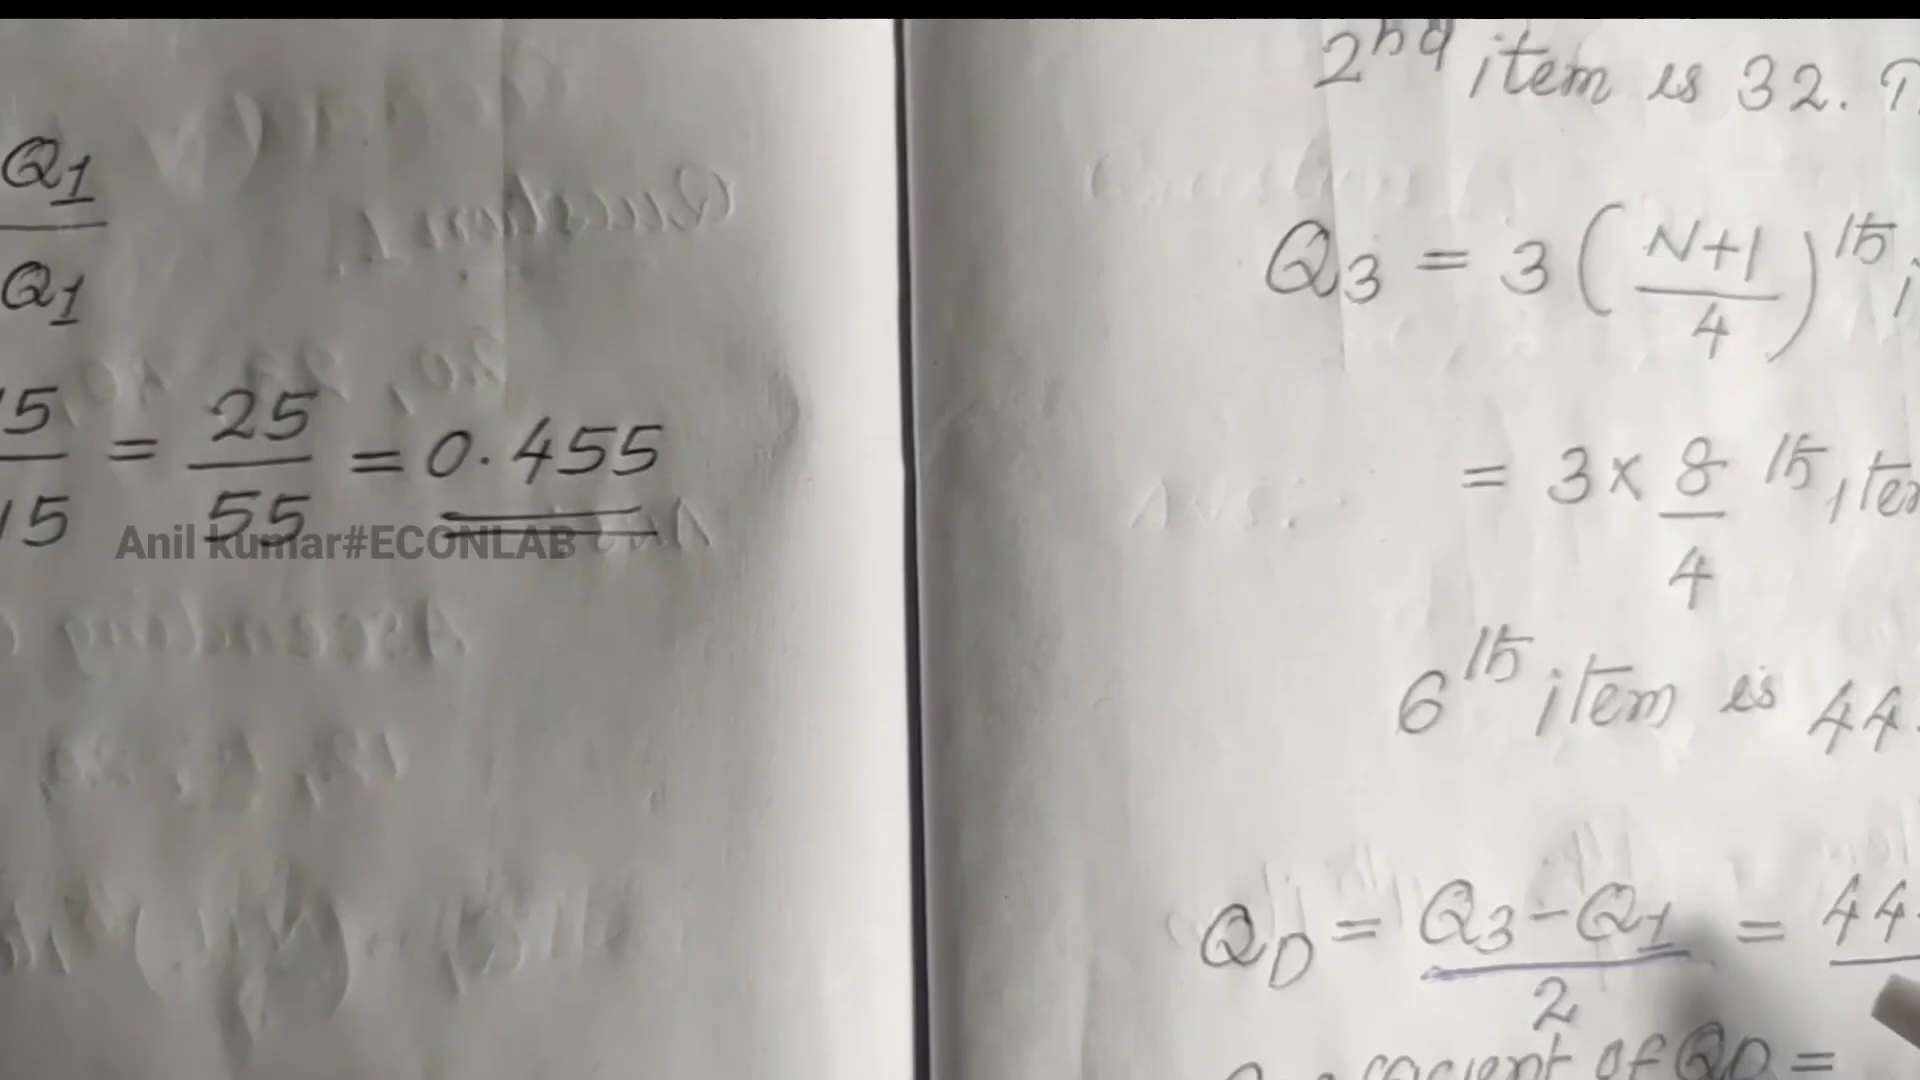 Q1
Q1
15 = 25 = 0.455
15 55
Anil kumar#ECONLAB
2nd item is 32.
Q3 = 3 (N+1
4)th
= 3 x 8 th item
4
6th item is 44
QD = Q3 - Q1 = 44
2
of QD =